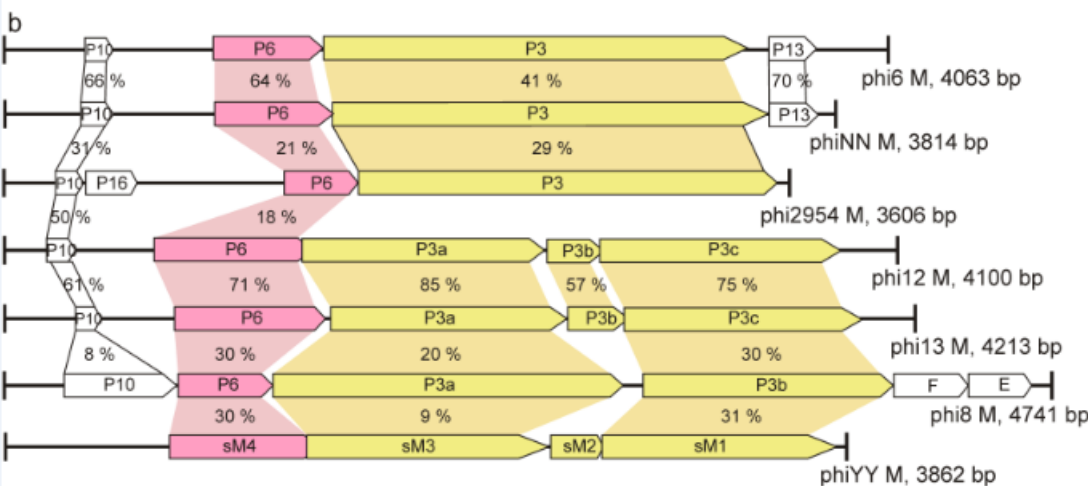 b
P10 P6 P3 P13
66 % 64 % 41 % 70 %
phi6 M, 4063 bp
P10 P6 P3 P13
phiNN M, 3814 bp
31 % 21 % 29 %
P10 P16 P6 P3
phi2954 M, 3606 bp
50 % 18 %
P10 P6 P3a P3b P3c
phi12 M, 4100 bp
61 % 71 % 85 % 57 % 75 %
P10 P6 P3a P3b P3c
phi13 M, 4213 bp
8 % 30 % 20 % 30 %
P10 P6 P3a P3b F E
phi8 M, 4741 bp
30 % 9 % 31 %
sM4 sM3 sM2 sM1
phiYY M, 3862 bp